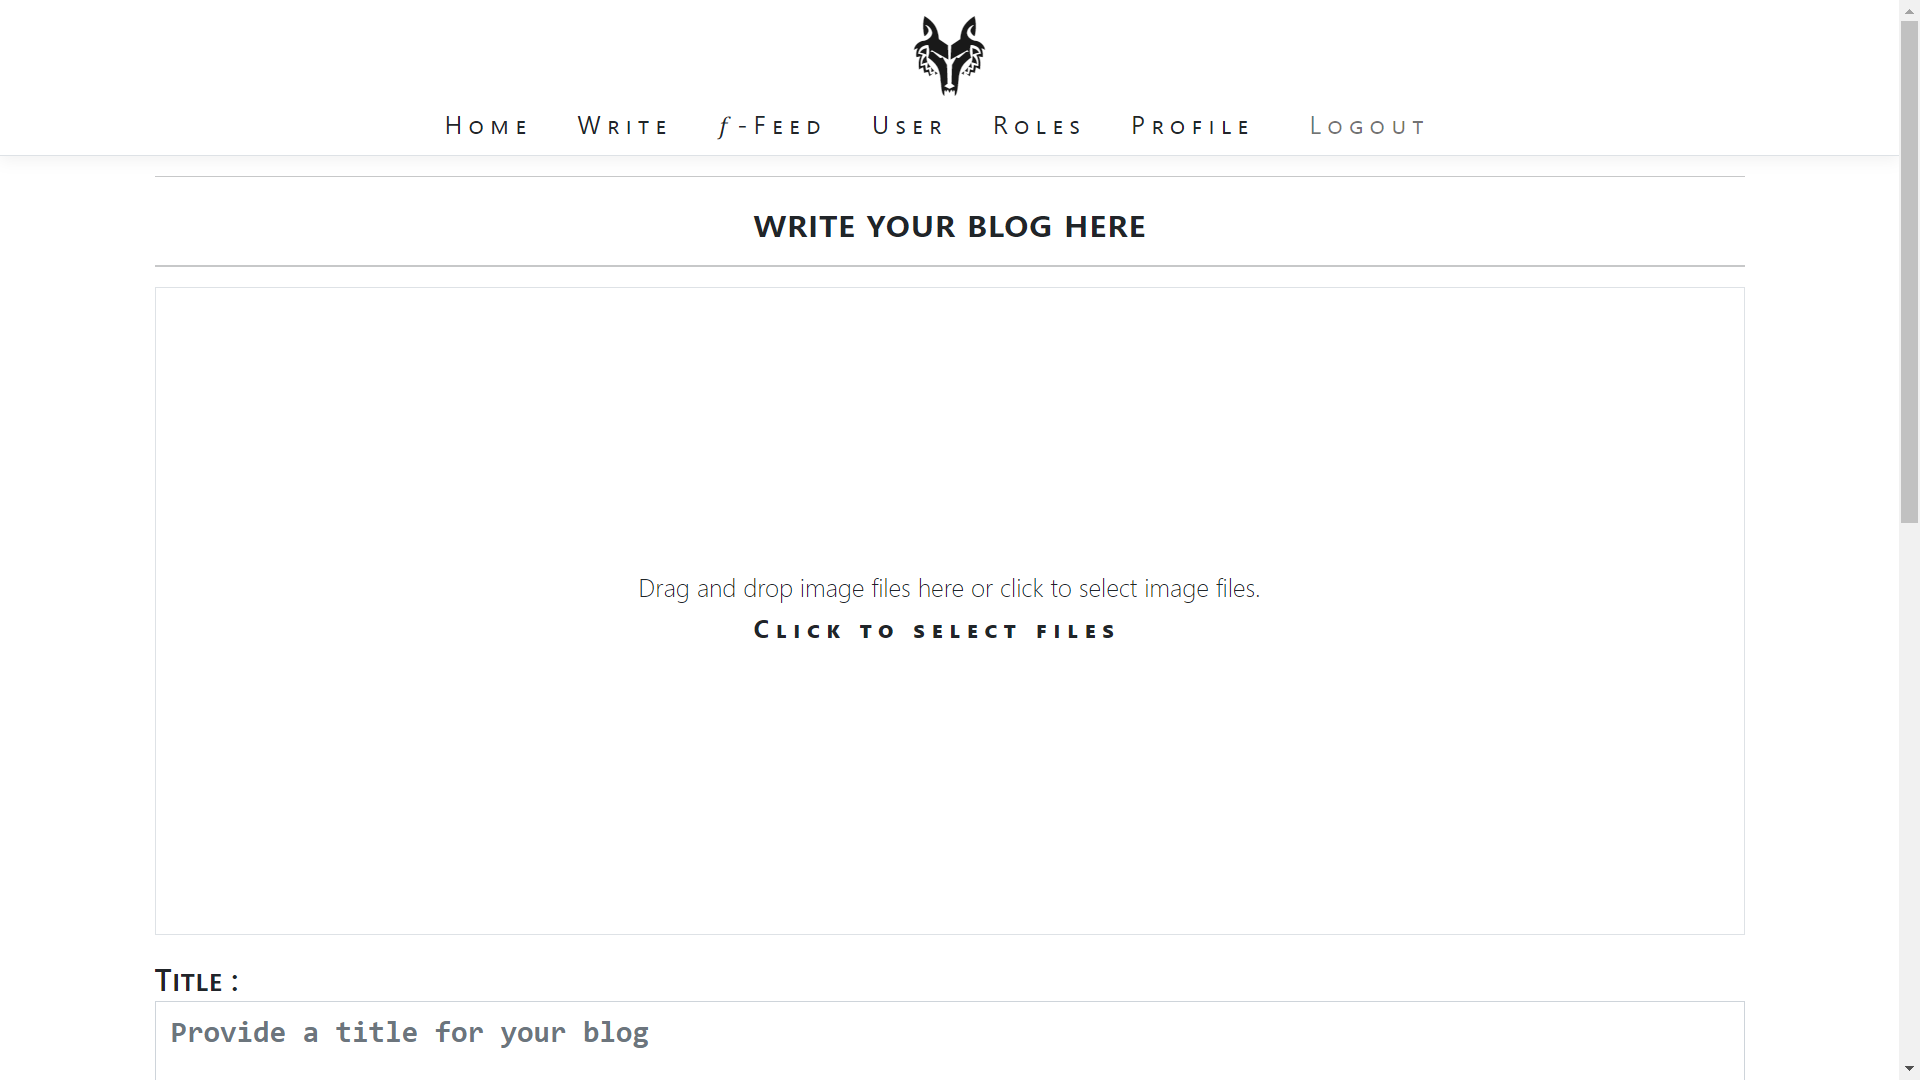 Home Write f-Feed User Roles Profile Logout
WRITE YOUR BLOG HERE
Drag and drop image files here or click to select image files.
Click to select files
Title :
Provide a title for your blog